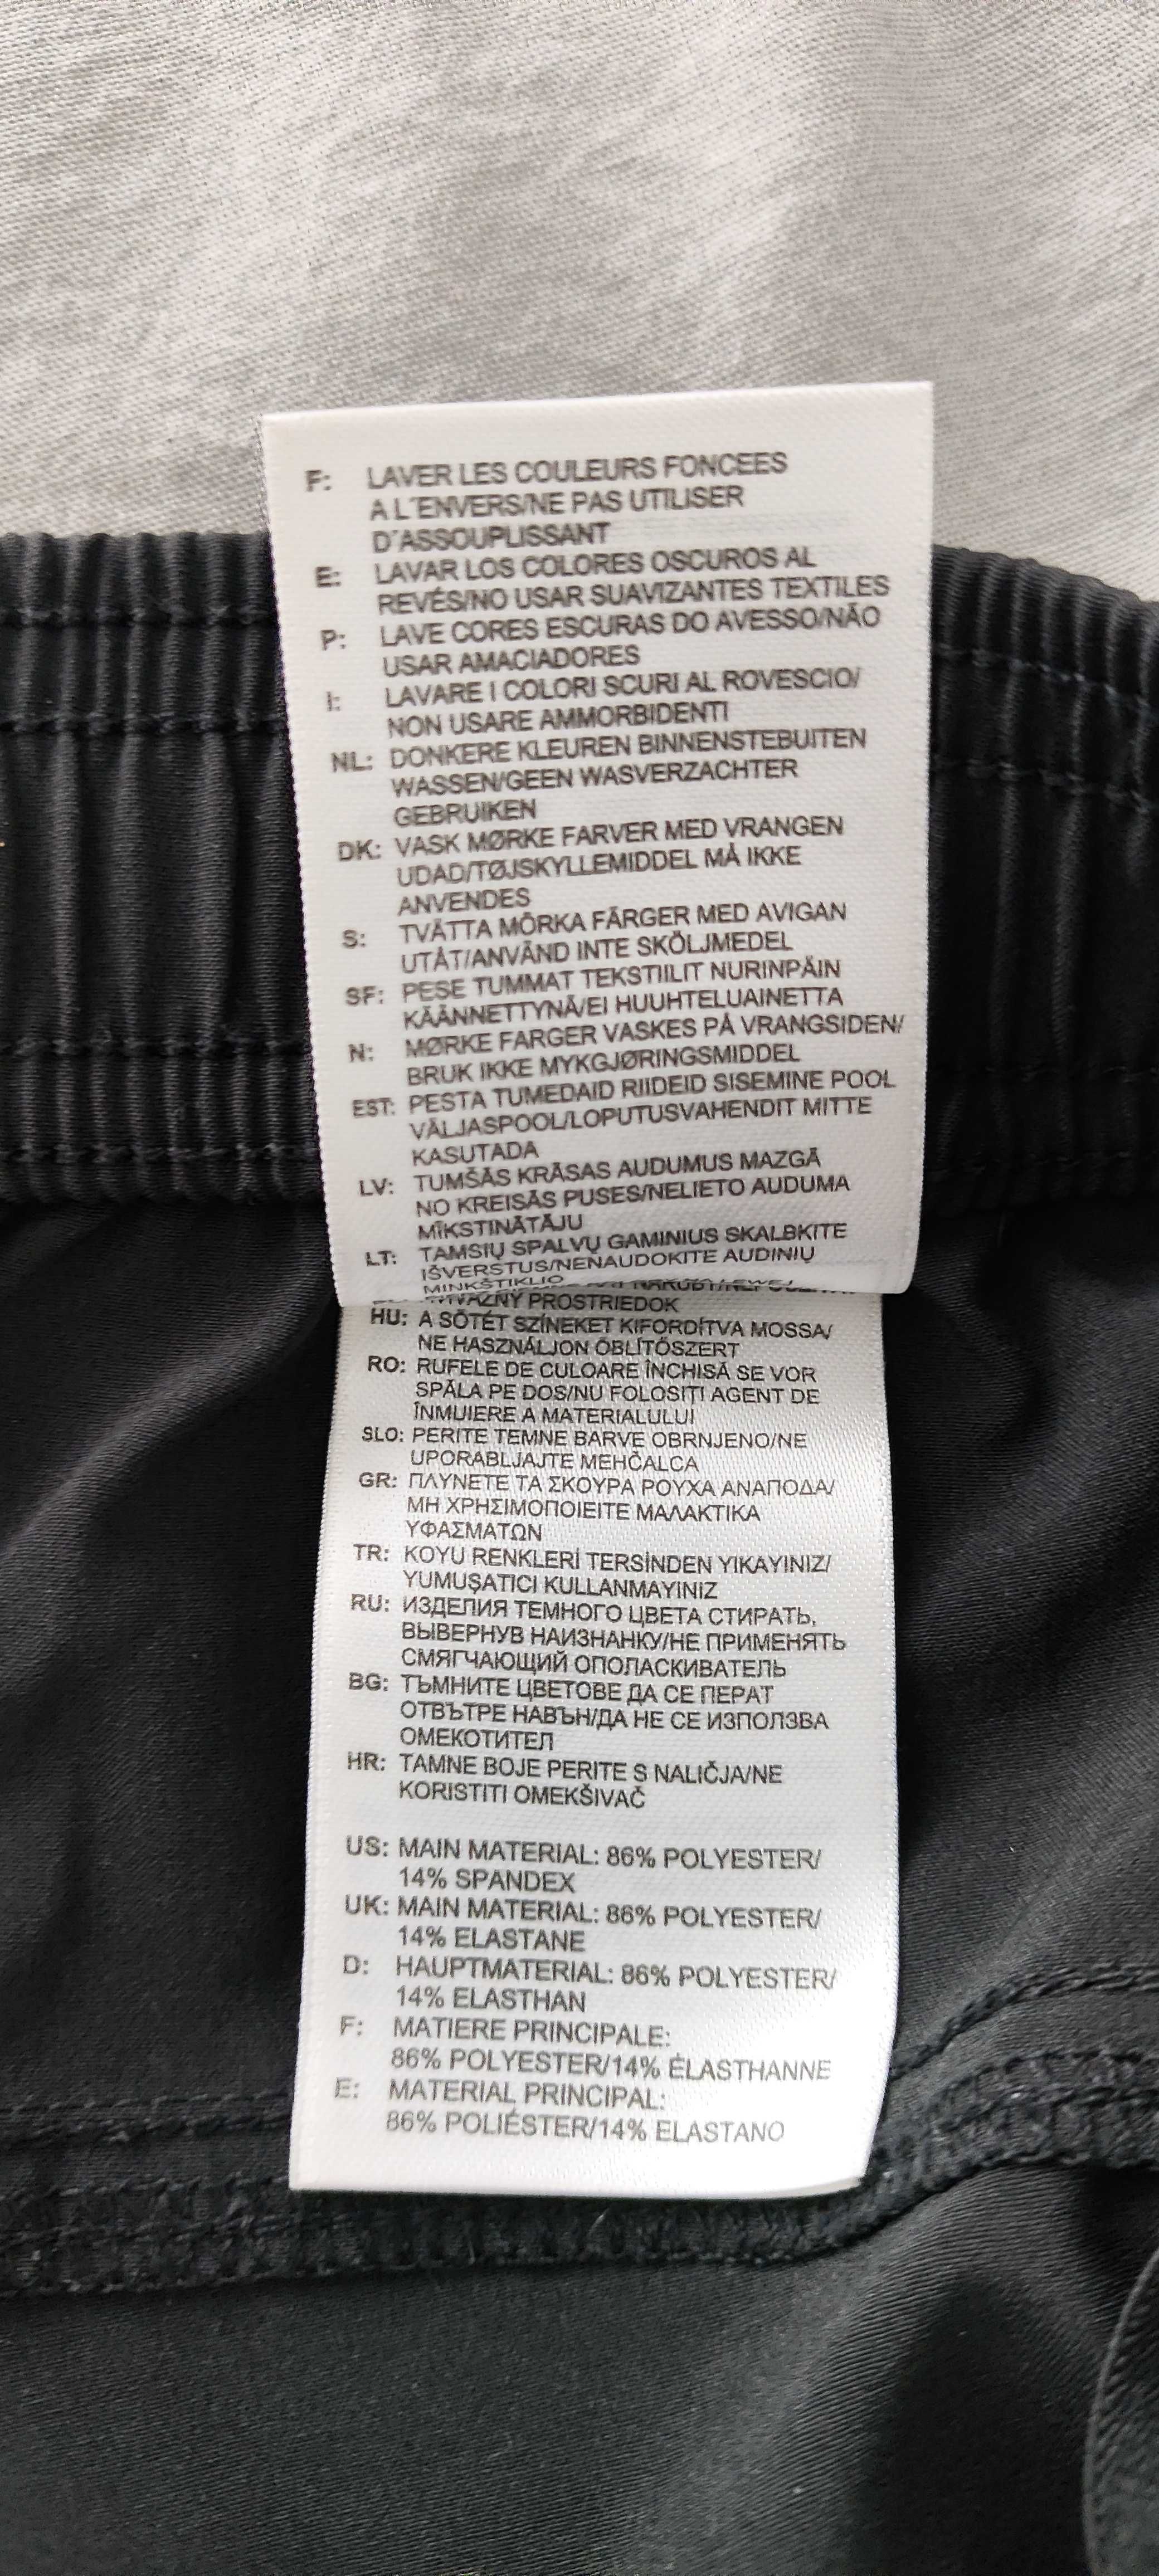 F: LAVER LES COULEURS FONCEES
A L´ENVERS/NE PAS UTILISER
D´ASSOUPLISSANT
E: LAVAR LOS COLORES OSCUROS AL
REVÉS/NO USAR SUAVIZANTES TEXTILES
P: LAVE CORES ESCURAS DO AVESSO/NÃO
USAR AMACIADORES
I: LAVARE I COLORI SCURI AL ROVESCIO/
NON USARE AMMORBIDENTI
NL: DONKERE KLEUREN BINNENSTEBUITEN
WASSEN/GEEN WASVERZACHTER
GEBRUIKEN
DK: VASK MØRKE FARVER MED VRANGEN
UDAD/TØJSKYLLEMIDDEL MÅ IKKE
ANVENDES
S: TVÄTTA MÖRKA FÄRGER MED AVIGAN
UTÅT/ANVÄND INTE SKÖLJMEDEL
SF: PESE TUMMAT TEKSTIILIT NURINPÄIN
KÄÄNNETTYNÄ/EI HUUHTELUAINETTA
N: MØRKE FARGER VASKES PÅ VRANGSIDEN/
BRUK IKKE MYKGJØRINGSMIDDEL
EST: PESTA TUMEDAID RIIDEID SISEMINE POOL
VÄLJASPOOL/LOPUTUSVAHENDIT MITTE
KASUTADA
LV: TUMŠĀS KRĀSAS AUDUMUS MAZGĀ
NO KREISĀS PUSES/NELIETO AUDUMA
MĪKSTINĀTĀJU
LT: TAMSIŲ SPALVŲ GAMINIUS SKALBKITE
IŠVERSTUS/NENAUDOKITE AUDINIŲ
MINKŠTIKLIO
PROSTRIEDOK
HU: A SÖTÉT SZÍNEKET KIFORDÍTVA MOSSA/
NE HASZNÁLJON ÖBLÍTŐSZERT
RO: RUFELE DE CULOARE ÎNCHISĂ SE VOR
SPĂLA PE DOS/NU FOLOSIȚI AGENT DE
ÎNMUIERE A MATERIALULUI
SLO: PERITE TEMNE BARVE OBRNJENO/NE
UPORABLJAJTE MEHČALCA
GR: ΠΛΥΝΕΤΕ ΤΑ ΣΚΟΥΡΑ ΡΟΥΧΑ ΑΝΑΠΟΔΑ/
ΜΗ ΧΡΗΣΙΜΟΠΟΙΕΙΤΕ ΜΑΛΑΚΤΙΚΑ
ΥΦΑΣΜΑΤΩΝ
TR: KOYU RENKLERİ TERSİNDEN YIKAYINIZ/
YUMUŞATICI KULLANMAYINIZ
RU: ИЗДЕЛИЯ ТЕМНОГО ЦВЕТА СТИРАТЬ,
ВЫВЕРНУВ НАИЗНАНКУ/НЕ ПРИМЕНЯТЬ
СМЯГЧАЮЩИЙ ОПОЛАСКИВАТЕЛЬ
BG: ТЪМНИТЕ ЦВЕТОВЕ ДА СЕ ПЕРАТ
ОТВЪТРЕ НАВЪН/ДА НЕ СЕ ИЗПОЛЗВА
ОМЕКОТИТЕЛ
HR: TAMNE BOJE PERITE S NALIČJA/NE
KORISTITI OMEKŠIVAČ
US: MAIN MATERIAL: 86% POLYESTER/
14% SPANDEX
UK: MAIN MATERIAL: 86% POLYESTER/
14% ELASTANE
D: HAUPTMATERIAL: 86% POLYESTER/
14% ELASTHAN
F: MATIERE PRINCIPALE:
86% POLYESTER/14% ÉLASTHANNE
E: MATERIAL PRINCIPAL:
86% POLIÉSTER/14% ELASTANO